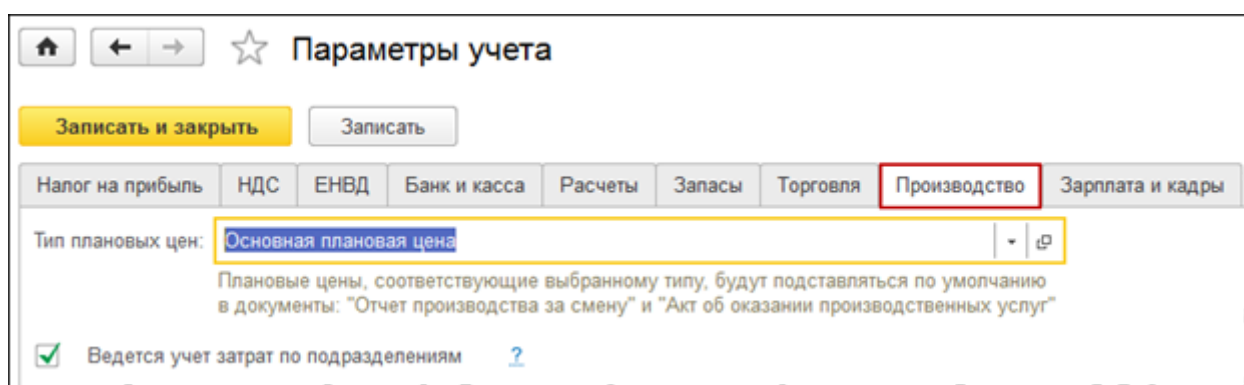 Параметры учета
Записать и закрыть Записать
Налог на прибыль НДС ЕНВД Банк и касса Расчеты Запасы Торговля Производство Зарплата и кадры
Тип плановых цен: Основная плановая цена
Плановые цены, соответствующие выбранному типу, будут подставляться по умолчанию
в документы: "Отчет производства за смену" и "Акт об оказании производственных услуг"
Ведется учет затрат по подразделениям ?